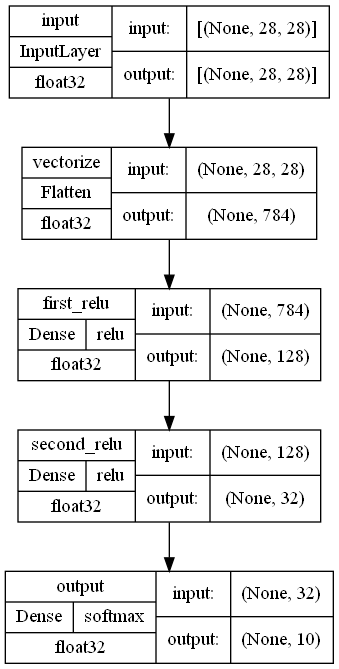 input
InputLayer
float32
input:
[(None, 28, 28)]
output:
[(None, 28, 28)]
vectorize
Flatten
float32
input:
(None, 28, 28)
output:
(None, 784)
first_relu
Dense relu
float32
input:
(None, 784)
output:
(None, 128)
second_relu
Dense relu
float32
input:
(None, 128)
output:
(None, 32)
output
Dense softmax
float32
input:
(None, 32)
output:
(None, 10)